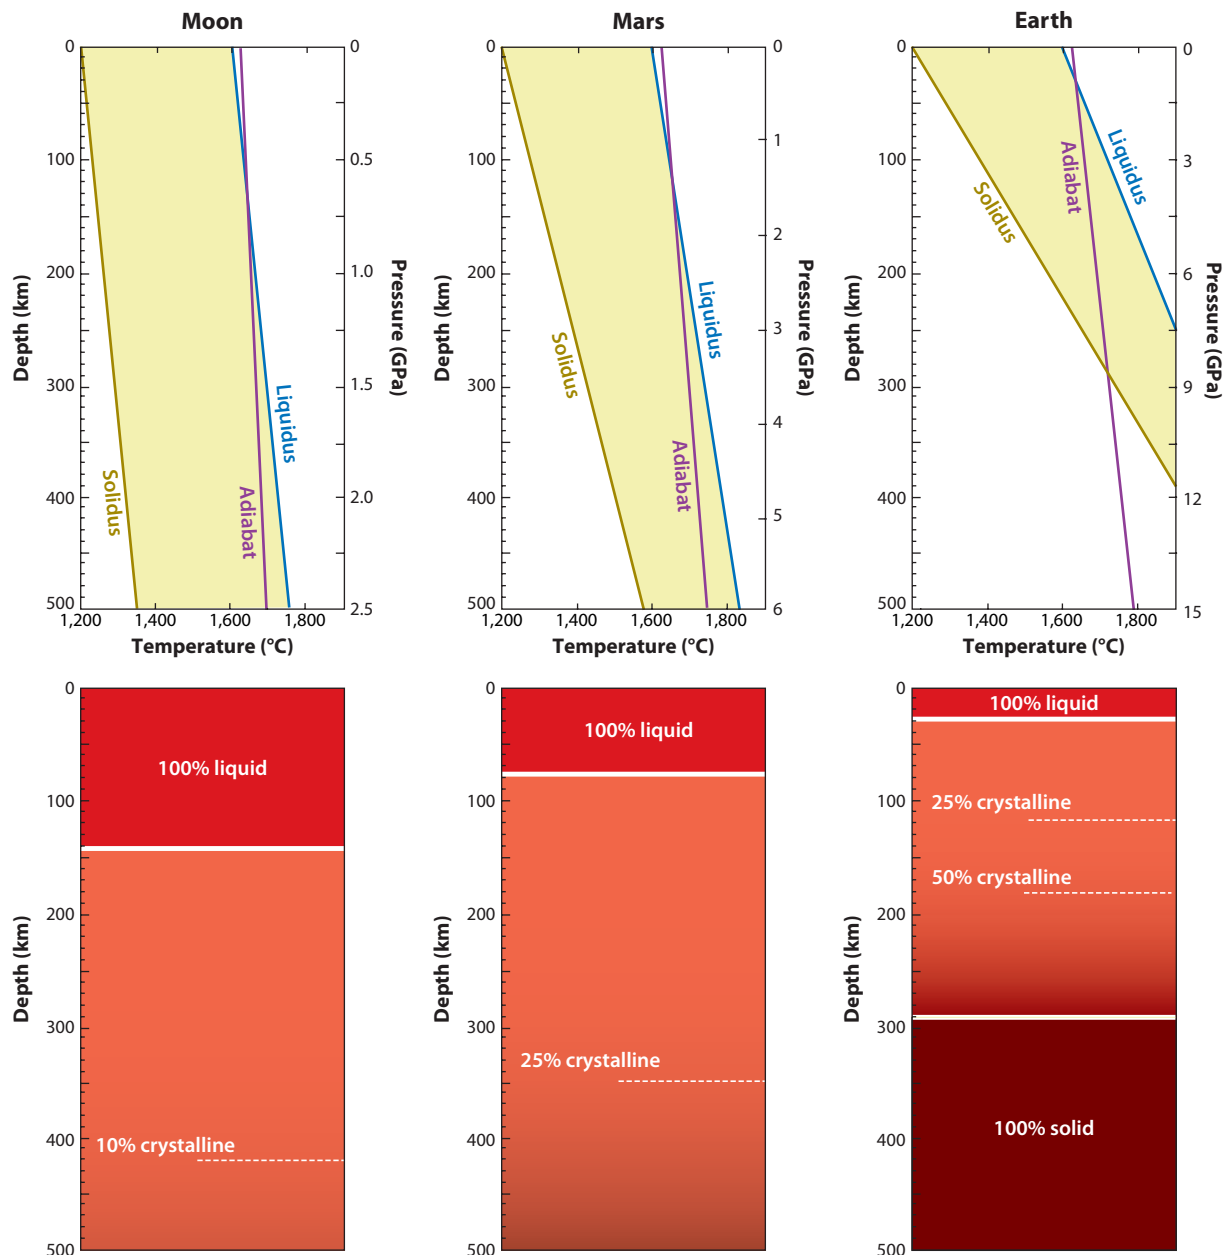 Moon
Mars
Earth
0
100
200
300
400
500
Depth (km)
0
0.5
1.0
1.5
2.0
2.5
Pressure (GPa)
Solidus
Adiabat
Liquidus
1,200
1,400
1,600
1,800
Temperature (°C)
0
100
200
300
400
500
Depth (km)
0
1
2
3
4
5
6
Pressure (GPa)
Solidus
Adiabat
Liquidus
1,200
1,400
1,600
1,800
Temperature (°C)
0
100
200
300
400
500
Depth (km)
0
3
6
9
12
15
Pressure (GPa)
Solidus
Adiabat
Liquidus
1,200
1,400
1,600
1,800
Temperature (°C)
0
100
200
300
400
500
Depth (km)
100% liquid
10% crystalline
0
100
200
300
400
500
Depth (km)
100% liquid
25% crystalline
0
100
200
300
400
500
Depth (km)
100% liquid
25% crystalline
50% crystalline
100% solid